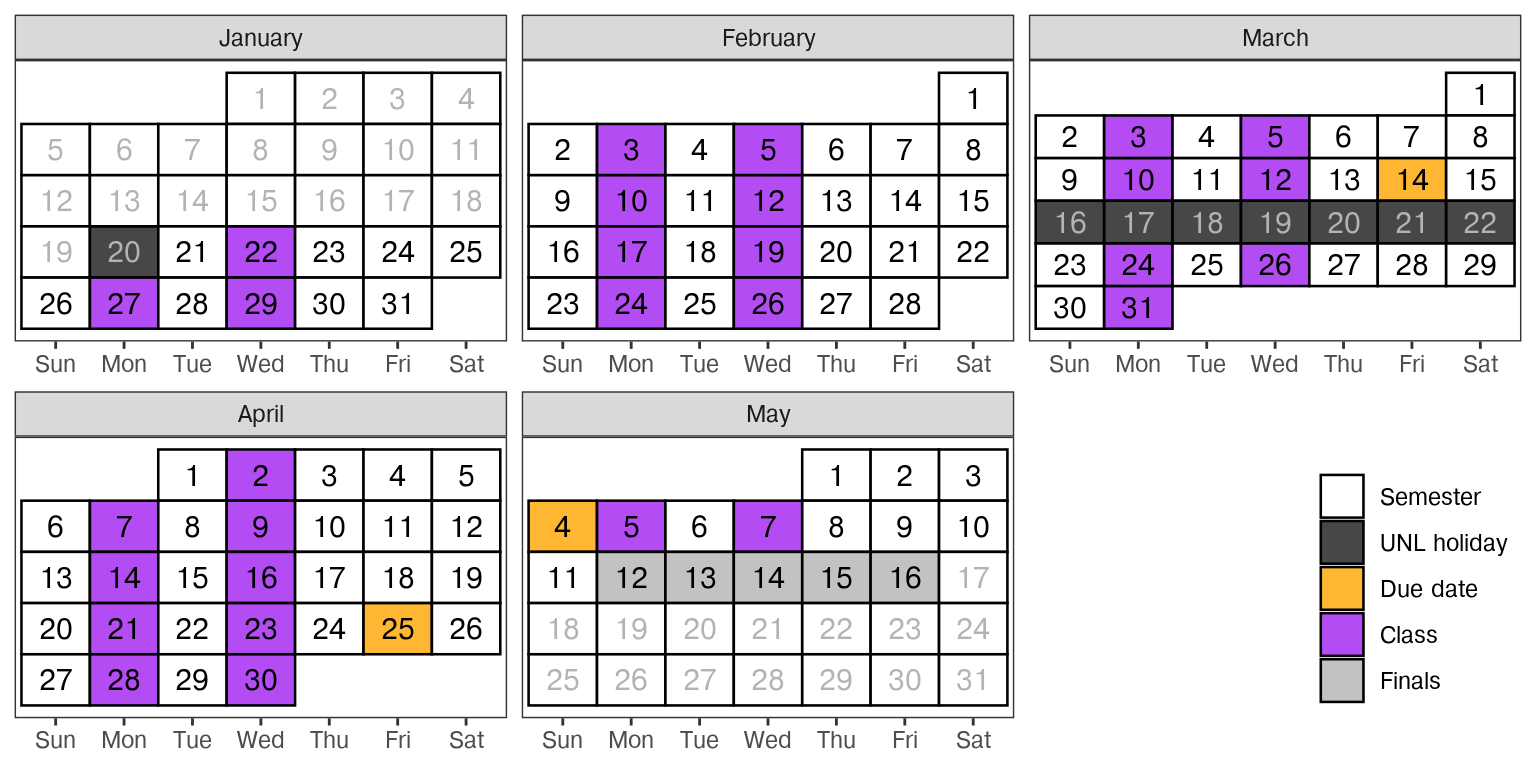 January
1 2 3 4
5 6 7 8 9 10 11
12 13 14 15 16 17 18
19 20 21 22 23 24 25
26 27 28 29 30 31
Sun Mon Tue Wed Thu Fri Sat
February
1
2 3 4 5 6 7 8
9 10 11 12 13 14 15
16 17 18 19 20 21 22
23 24 25 26 27 28
Sun Mon Tue Wed Thu Fri Sat
March
1
2 3 4 5 6 7 8
9 10 11 12 13 14 15
16 17 18 19 20 21 22
23 24 25 26 27 28 29
30 31
Sun Mon Tue Wed Thu Fri Sat
April
1 2 3 4 5
6 7 8 9 10 11 12
13 14 15 16 17 18 19
20 21 22 23 24 25 26
27 28 29 30
Sun Mon Tue Wed Thu Fri Sat
May
1 2 3
4 5 6 7 8 9 10
11 12 13 14 15 16 17
18 19 20 21 22 23 24
25 26 27 28 29 30 31
Sun Mon Tue Wed Thu Fri Sat
Semester
UNL holiday
Due date
Class
Finals